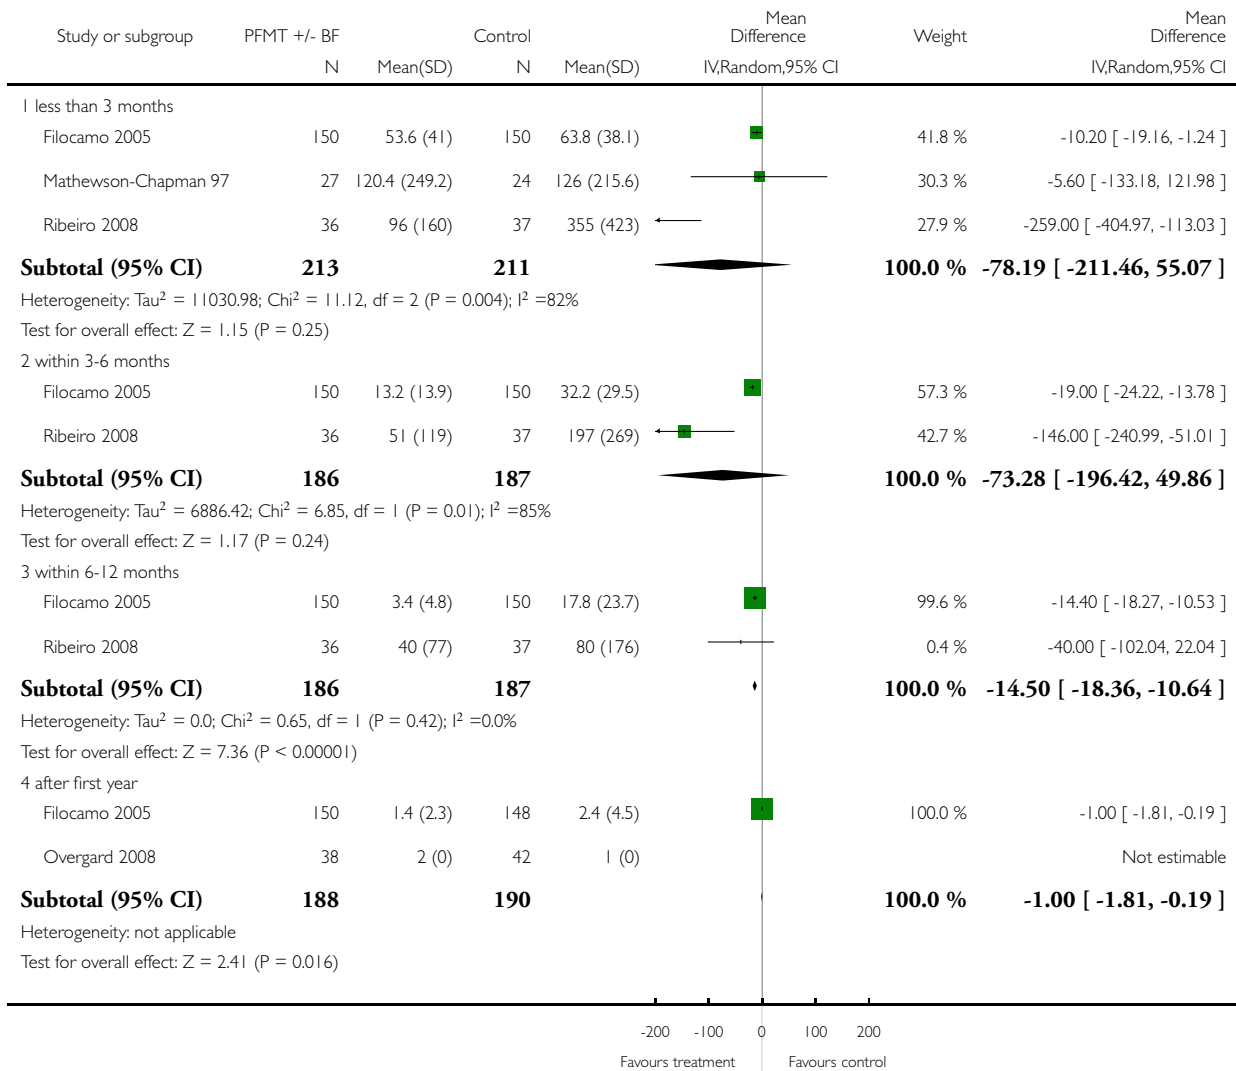 Study or subgroup PFMT +/- BF Control Mean Difference Weight Mean Difference
N Mean(SD) N Mean(SD) IV,Random,95% CI IV,Random,95% CI
1 less than 3 months
Filocamo 2005 150 53.6 (41) 150 63.8 (38.1) 41.8 % -10.20 [ -19.16, -1.24 ]
Mathewson-Chapman 97 27 120.4 (249.2) 24 126 (215.6) 30.3 % -5.60 [ -133.18, 121.98 ]
Ribeiro 2008 36 96 (160) 37 355 (423) 27.9 % -259.00 [ -404.97, -113.03 ]
Subtotal (95% CI) 213 211 100.0 % -78.19 [ -211.46, 55.07 ]
Heterogeneity: Tau² = 11030.98; Chi² = 11.12, df = 2 (P = 0.004); I² =82%
Test for overall effect: Z = 1.15 (P = 0.25)
2 within 3-6 months
Filocamo 2005 150 13.2 (13.9) 150 32.2 (29.5) 57.3 % -19.00 [ -24.22, -13.78 ]
Ribeiro 2008 36 51 (119) 37 197 (269) 42.7 % -146.00 [ -240.99, -51.01 ]
Subtotal (95% CI) 186 187 100.0 % -73.28 [ -196.42, 49.86 ]
Heterogeneity: Tau² = 6886.42; Chi² = 6.85, df = 1 (P = 0.01); I² =85%
Test for overall effect: Z = 1.17 (P = 0.24)
3 within 6-12 months
Filocamo 2005 150 3.4 (4.8) 150 17.8 (23.7) 99.6 % -14.40 [ -18.27, -10.53 ]
Ribeiro 2008 36 40 (77) 37 80 (176) 0.4 % -40.00 [ -102.04, 22.04 ]
Subtotal (95% CI) 186 187 100.0 % -14.50 [ -18.36, -10.64 ]
Heterogeneity: Tau² = 0.0; Chi² = 0.65, df = 1 (P = 0.42); I² =0.0%
Test for overall effect: Z = 7.36 (P < 0.00001)
4 after first year
Filocamo 2005 150 1.4 (2.3) 148 2.4 (4.5) 100.0 % -1.00 [ -1.81, -0.19 ]
Overgard 2008 38 2 (0) 42 1 (0) Not estimable
Subtotal (95% CI) 188 190 100.0 % -1.00 [ -1.81, -0.19 ]
Heterogeneity: not applicable
Test for overall effect: Z = 2.41 (P = 0.016)
-200 -100 0 100 200
Favours treatment Favours control